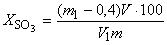 X_{SO_3} = \frac{(m_1 - 0,4)V \cdot 100}{V_1 m}